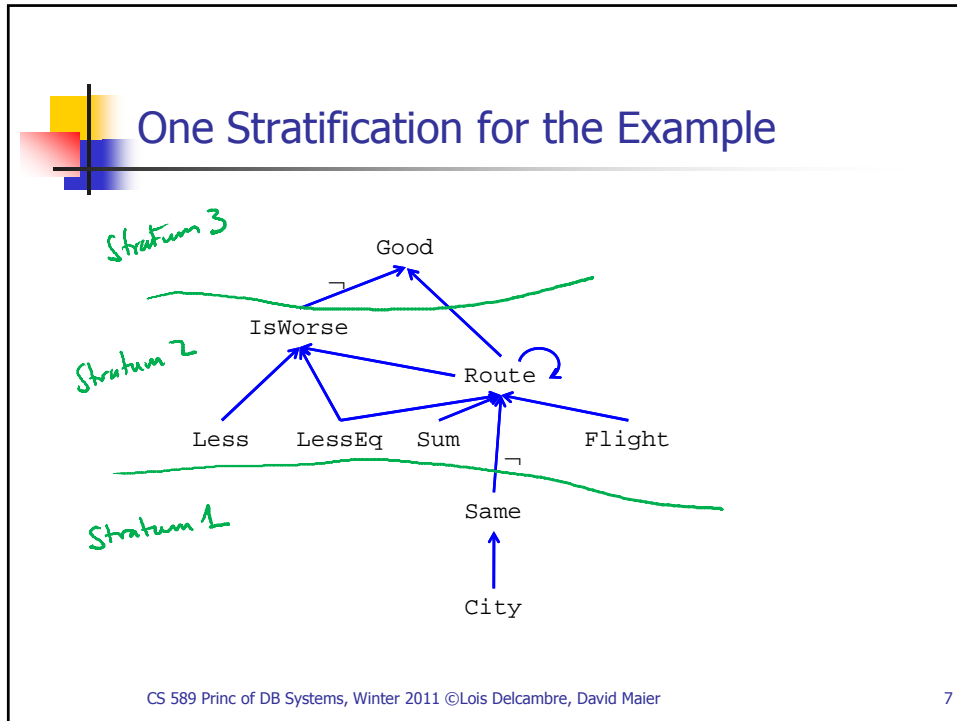 One Stratification for the Example
Stratum 3
Good
¬
IsWorse
Stratum 2
Route
Less LessEq Sum Flight
¬
Same
Stratum 1
City
CS 589 Princ of DB Systems, Winter 2011 ©Lois Delcambre, David Maier 7